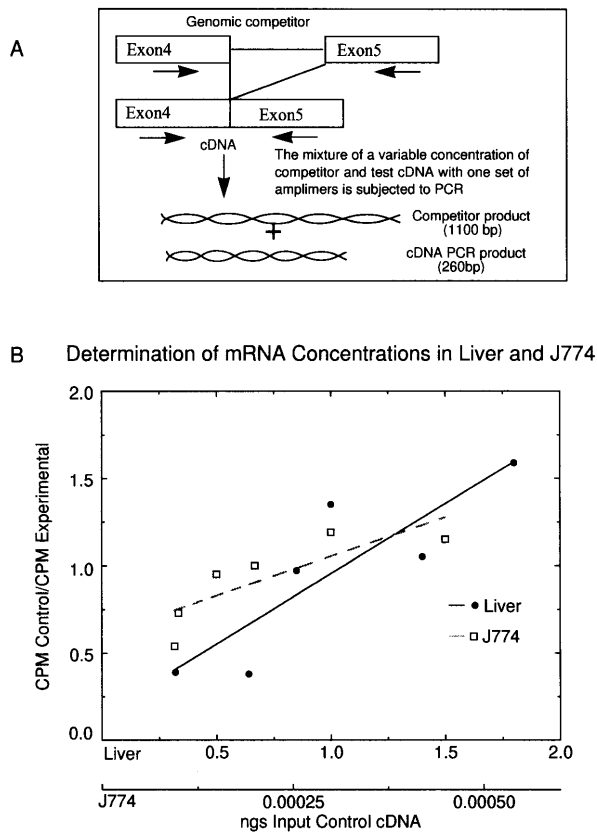 A
Genomic competitor
Exon4
Exon5
Exon4
Exon5
cDNA
The mixture of a variable concentration of
competitor and test cDNA with one set of
amplimers is subjected to PCR
Competitor product
(1100 bp)
+
cDNA PCR product
(260bp)
B
Determination of mRNA Concentrations in Liver and J774
CPM Control/CPM Experimental
2.0
1.5
1.0
0.5
0.0
Liver
J774
Liver
0.5
1.0
1.5
2.0
J774
0.00025
0.00050
ngs Input Control cDNA